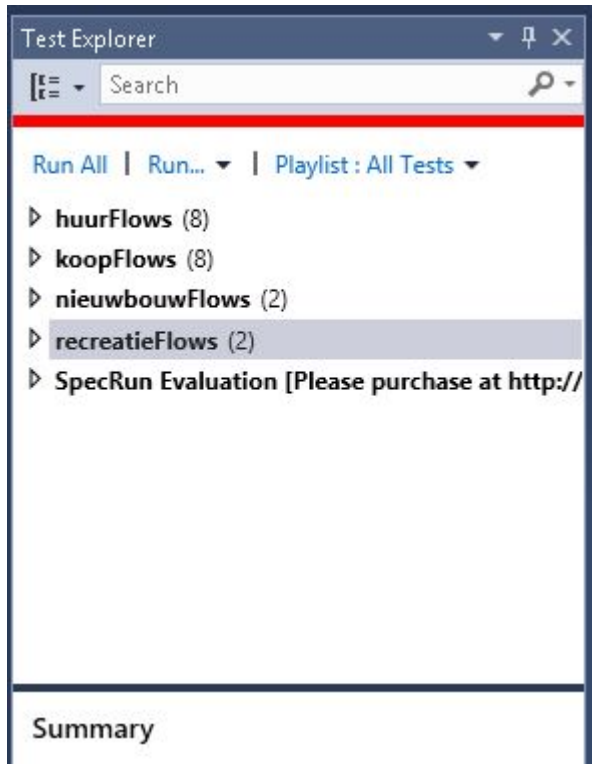 Test Explorer
Search
Run All | Run... | Playlist : All Tests
huurFlows (8)
koopFlows (8)
nieuwbouwFlows (2)
recreatieFlows (2)
SpecRun Evaluation [Please purchase at http://
Summary